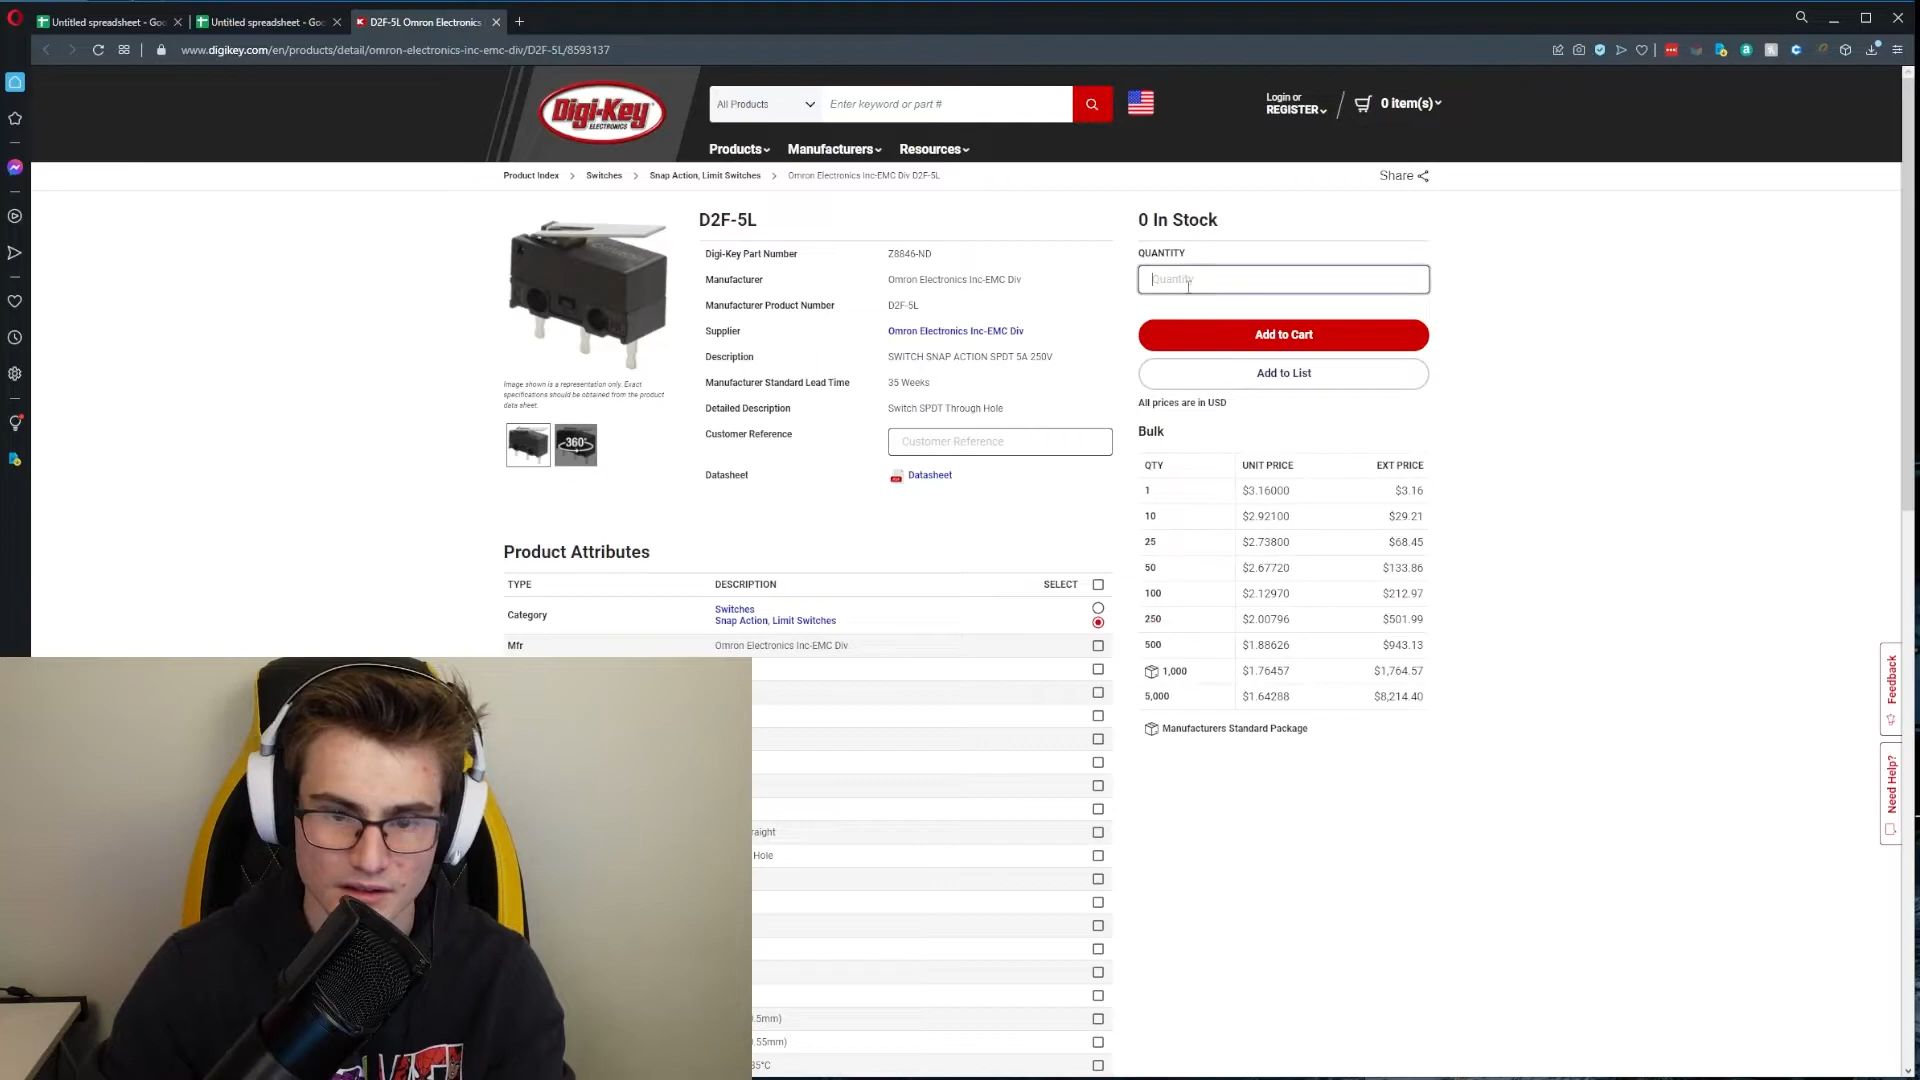 Untitled spreadsheet - Goo
Untitled spreadsheet - Goo
D2F-5L Omron Electronics
www.digikey.com/en/products/detail/omron-electronics-inc-emc-div/D2F-5L/8593137
Digi-Key
ELECTRONICS
All Products
Enter keyword or part #
Login or
REGISTER
0 item(s)
Products
Manufacturers
Resources
Product Index > Switches > Snap Action, Limit Switches > Omron Electronics Inc-EMC Div D2F-5L
Share
D2F-5L
Digi-Key Part Number Z8846-ND
Manufacturer Omron Electronics Inc-EMC Div
Manufacturer Product Number D2F-5L
Supplier Omron Electronics Inc-EMC Div
Description SWITCH SNAP ACTION SPDT 5A 250V
Manufacturer Standard Lead Time 35 Weeks
Detailed Description Switch SPDT Through Hole
Customer Reference Customer Reference
Datasheet Datasheet
Image shown is a representation only. Exact
specifications should be obtained from the product
data sheet.
360°
0 In Stock
QUANTITY
Quantity
Add to Cart
Add to List
All prices are in USD
Bulk
QTY UNIT PRICE EXT PRICE
1 $3.16000 $3.16
10 $2.92100 $29.21
25 $2.73800 $68.45
50 $2.67720 $133.86
100 $2.12970 $212.97
250 $2.00796 $501.99
500 $1.88626 $943.13
1,000 $1.76457 $1,764.57
5,000 $1.64288 $8,214.40
Manufacturers Standard Package
Product Attributes
TYPE DESCRIPTION SELECT
Category Switches
Snap Action, Limit Switches
Mfr Omron Electronics Inc-EMC Div
raight
Hole
.5mm)
.55mm)
35°C
Feedback
Need Help?